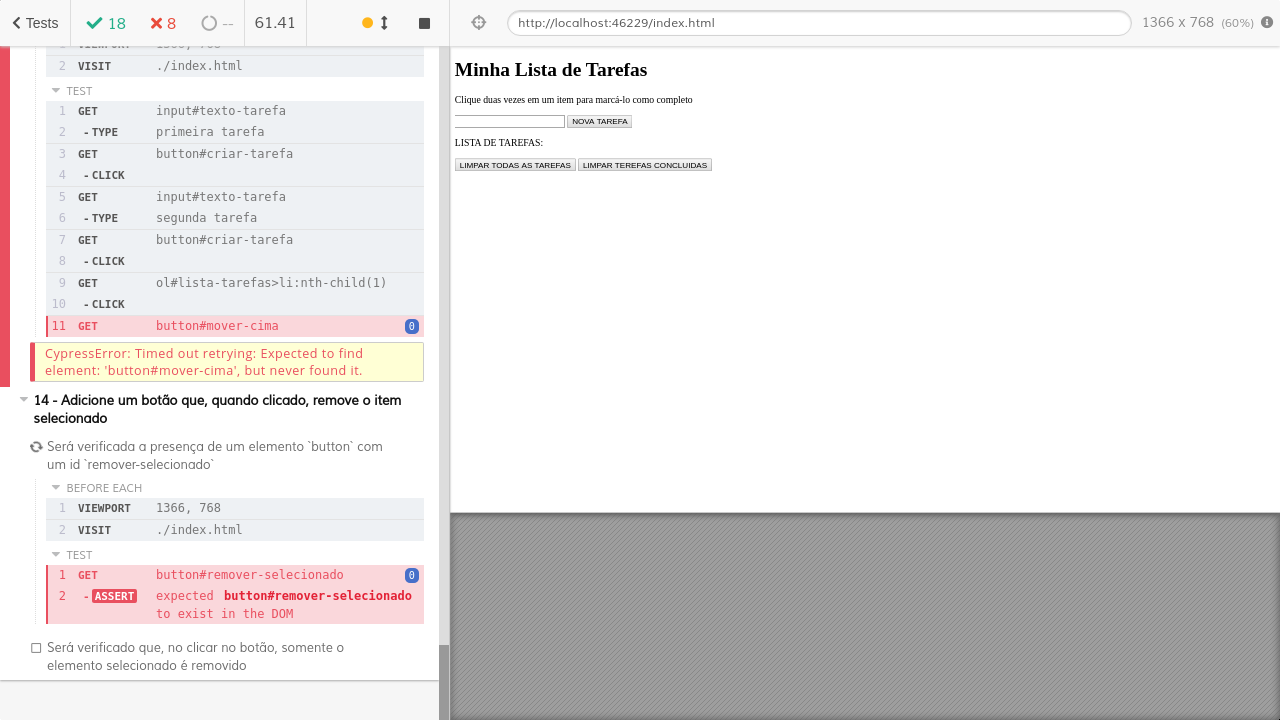 Tests 18 8 -- 61.41
http://localhost:46229/index.html 1366 x 768 (60%)
2 VISIT ./index.html
TEST
1 GET input#texto-tarefa
2 -TYPE primeira tarefa
3 GET button#criar-tarefa
4 -CLICK
5 GET input#texto-tarefa
6 -TYPE segunda tarefa
7 GET button#criar-tarefa
8 -CLICK
9 GET ol#lista-tarefas>li:nth-child(1)
10 -CLICK
11 GET button#mover-cima 0
CypressError: Timed out retrying: Expected to find
element: 'button#mover-cima', but never found it.
14 - Adicione um botão que, quando clicado, remove o item
selecionado
Será verificada a presença de um elemento `button` com
um id `remover-selecionado`
BEFORE EACH
1 VIEWPORT 1366, 768
2 VISIT ./index.html
TEST
1 GET button#remover-selecionado 0
2 -ASSERT expected button#remover-selecionado
to exist in the DOM
Será verificado que, no clicar no botão, somente o
elemento selecionado é removido
Minha Lista de Tarefas
Clique duas vezes em um item para marcá-lo como completo
NOVA TAREFA
LISTA DE TAREFAS:
LIMPAR TODAS AS TAREFAS LIMPAR TEREFAS CONCLUIDAS